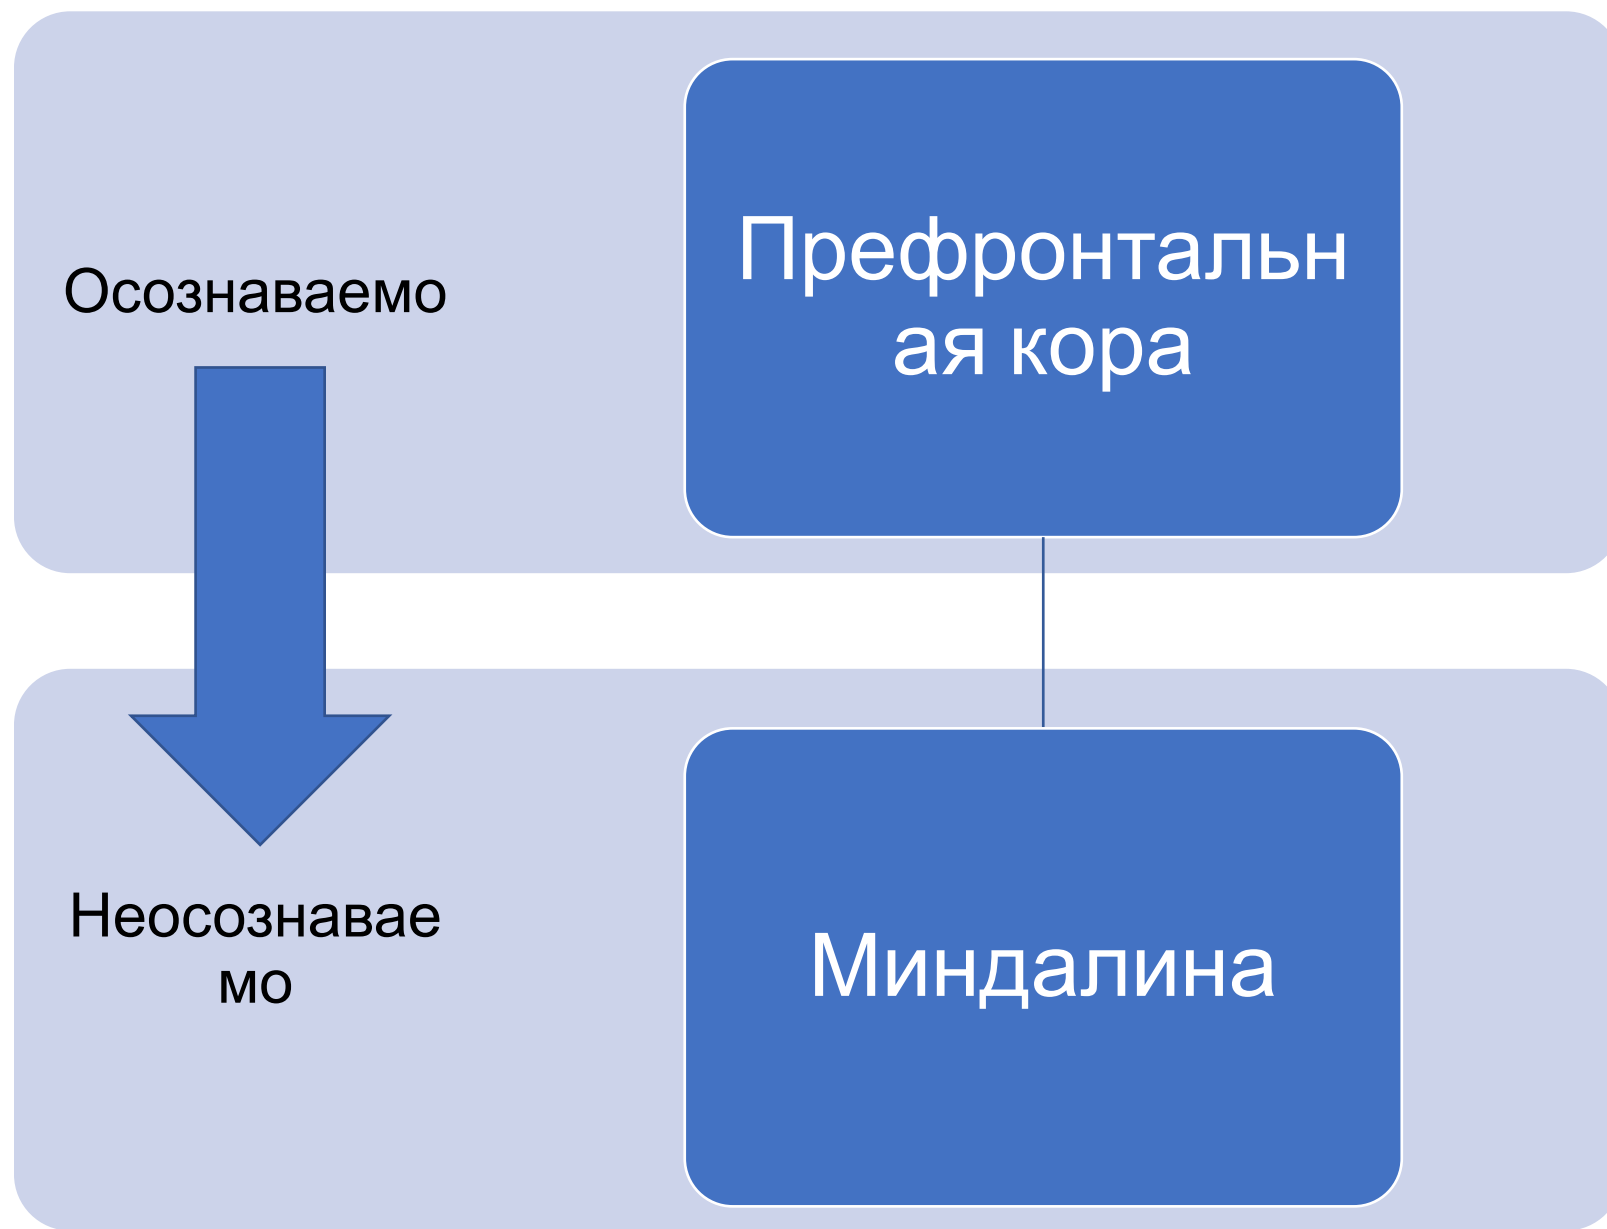 Осознаваемо
Префронтальн
ая кора
Неосознавае
мо
Миндалина